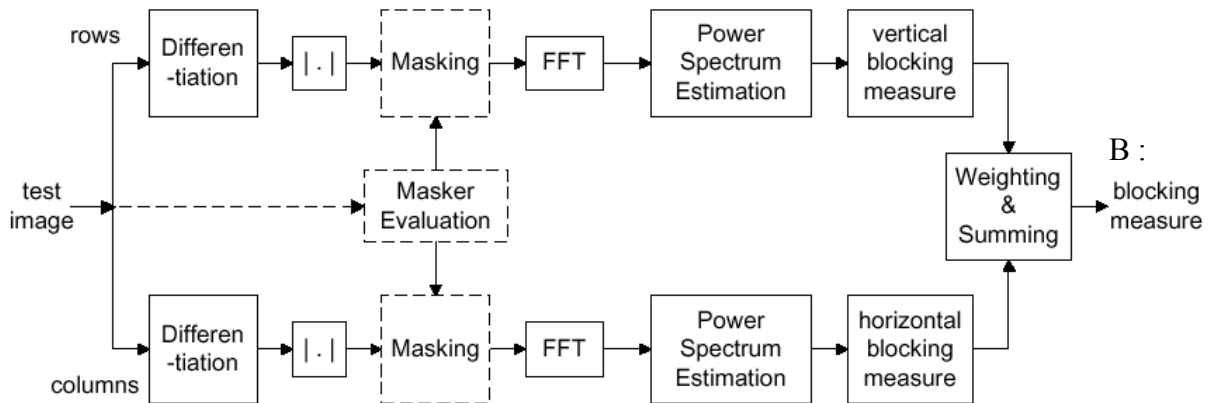 rows
Differen
-tiation
|.|
Masking
FFT
Power
Spectrum
Estimation
vertical
blocking
measure
test
image
Masker
Evaluation
Weighting
&
Summing
B :
blocking
measure
columns
Differen
-tiation
|.|
Masking
FFT
Power
Spectrum
Estimation
horizontal
blocking
measure